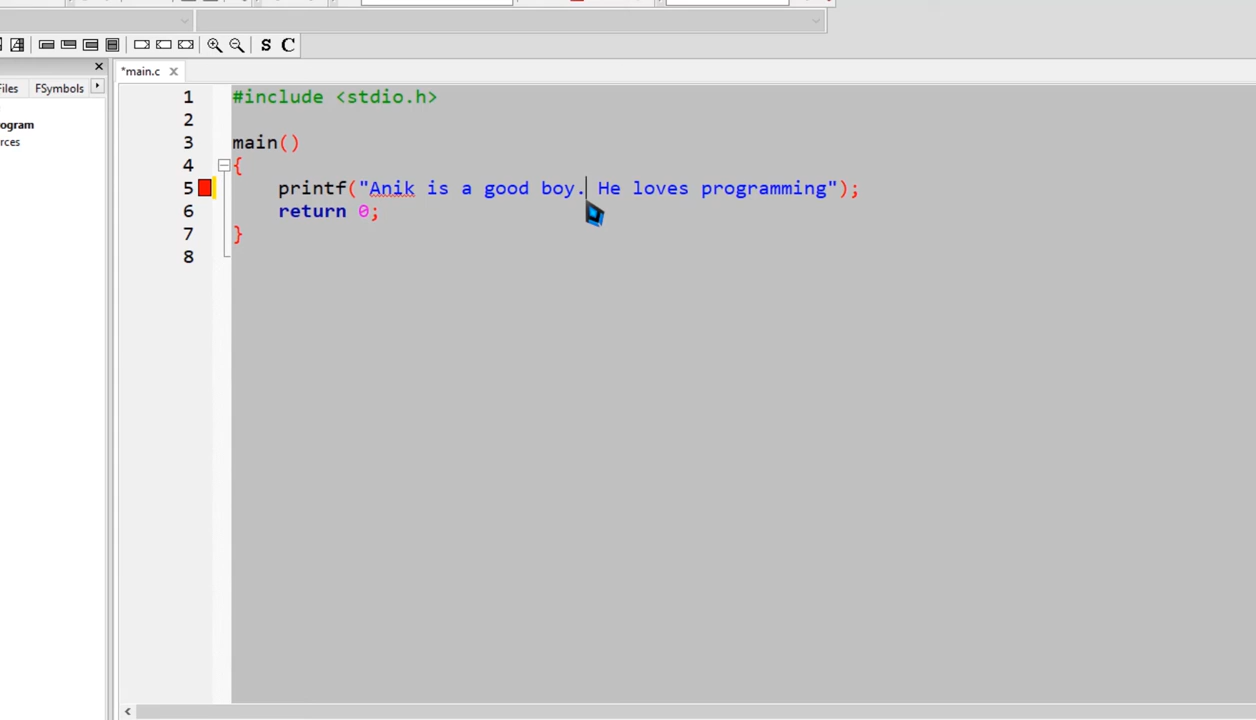 S C
*main.c
iles FSymbols
ogram
rces
1 #include <stdio.h>
2
3 main()
4 {
5 printf("Anik is a good boy. He loves programming");
6 return 0;
7 }
8